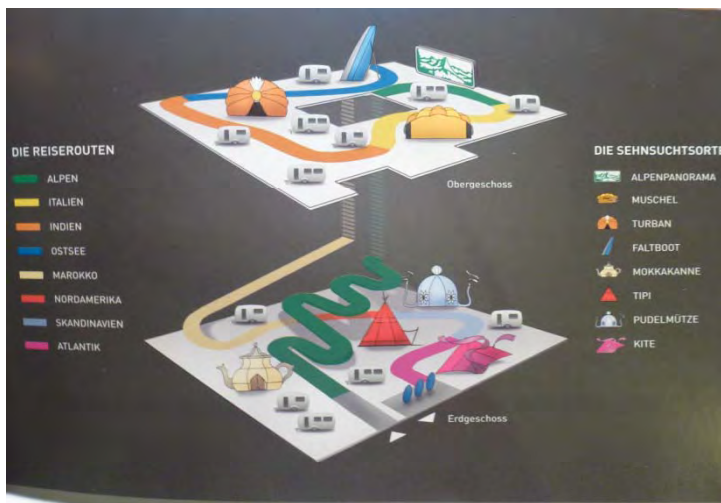 DIE REISEROUTEN
ALPEN
ITALIEN
INDIEN
OSTSEE
MAROKKO
NORDAMERIKA
SKANDINAVIEN
ATLANTIK
Obergeschoss
Erdgeschoss
DIE SEHNSUCHTSORTE
ALPENPANORAMA
MUSCHEL
TURBAN
FALTBOOT
MOKKAKANNE
TIPI
PUDELMÜTZE
KITE